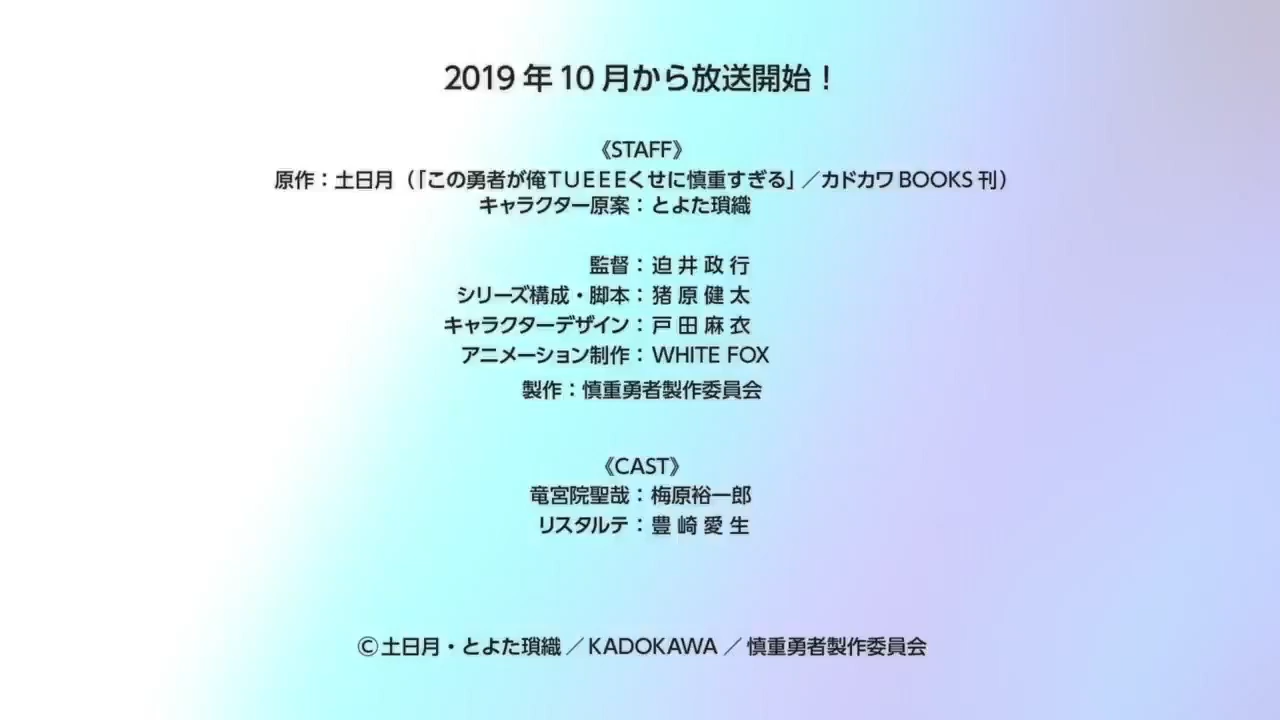 2019年10月から放送開始！
《STAFF》
原作：土日月（「この勇者が俺TUEEEくせに慎重すぎる」／カドカワBOOKS刊）
キャラクター原案：とよた瑣織
監督：迫井政行
シリーズ構成・脚本：猪原健太
キャラクターデザイン：戸田麻衣
アニメーション制作：WHITE FOX
製作：慎重勇者製作委員会
《CAST》
竜宮院聖哉：梅原裕一郎
リスタルテ：豊崎愛生
©土日月・とよた瑣織／KADOKAWA／慎重勇者製作委員会